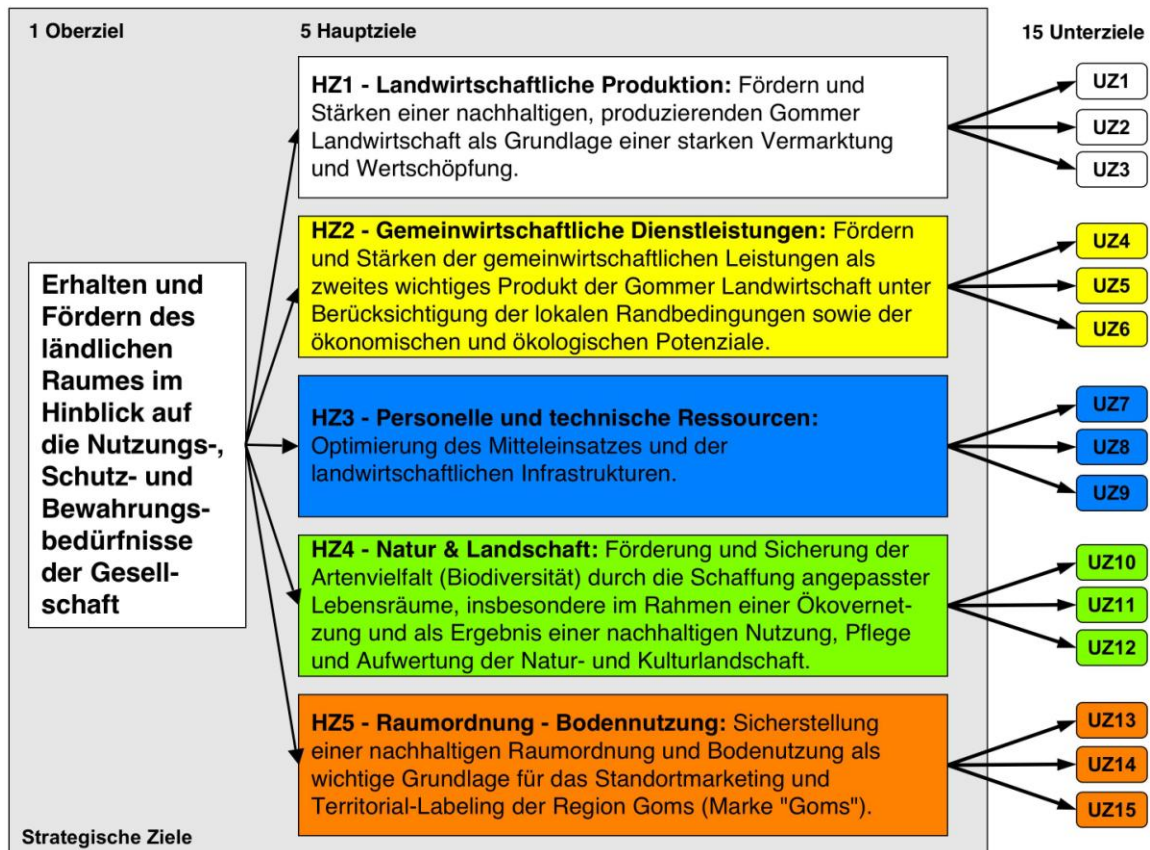 1 Oberziel
5 Hauptziele
15 Unterziele
Erhalten und
Fördern des
ländlichen
Raumes im
Hinblick auf
die Nutzungs-,
Schutz- und
Bewahrungs-
bedürfnisse
der Gesell-
schaft
HZ1 - Landwirtschaftliche Produktion: Fördern und
Stärken einer nachhaltigen, produzierenden Gommer
Landwirtschaft als Grundlage einer starken Vermarktung
und Wertschöpfung.
UZ1
UZ2
UZ3
HZ2 - Gemeinwirtschaftliche Dienstleistungen: Fördern
und Stärken der gemeinwirtschaftlichen Leistungen als
zweites wichtiges Produkt der Gommer Landwirtschaft unter
Berücksichtigung der lokalen Randbedingungen sowie der
ökonomischen und ökologischen Potenziale.
UZ4
UZ5
UZ6
HZ3 - Personelle und technische Ressourcen:
Optimierung des Mitteleinsatzes und der
landwirtschaftlichen Infrastrukturen.
UZ7
UZ8
UZ9
HZ4 - Natur & Landschaft: Förderung und Sicherung der
Artenvielfalt (Biodiversität) durch die Schaffung angepasster
Lebensräume, insbesondere im Rahmen einer Ökovernet-
zung und als Ergebnis einer nachhaltigen Nutzung, Pflege
und Aufwertung der Natur- und Kulturlandschaft.
UZ10
UZ11
UZ12
HZ5 - Raumordnung - Bodennutzung: Sicherstellung
einer nachhaltigen Raumordnung und Bodenutzung als
wichtige Grundlage für das Standortmarketing und
Territorial-Labeling der Region Goms (Marke "Goms").
UZ13
UZ14
UZ15
Strategische Ziele